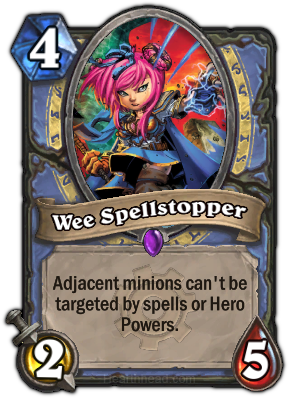 4
Wee Spellstopper
Adjacent minions can't be
targeted by spells or Hero
Powers.
2
5